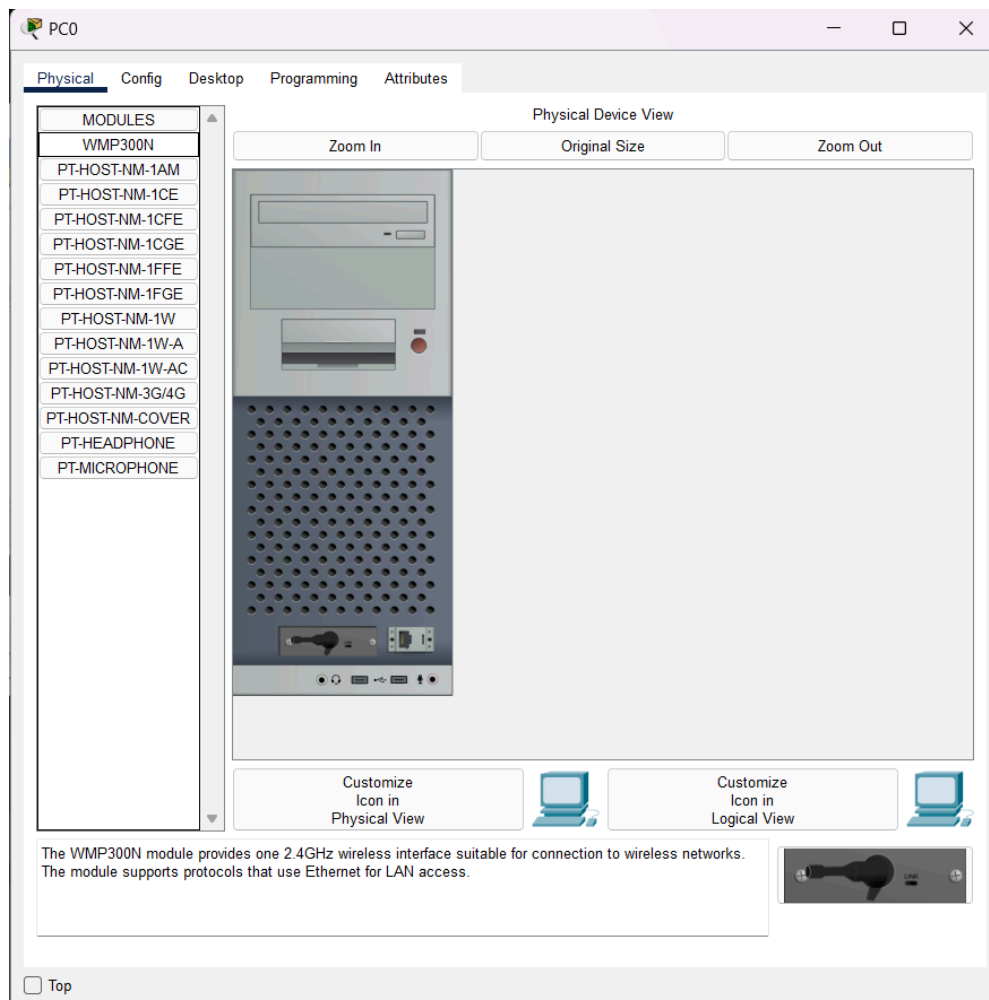 PC0
Physical Config Desktop Programming Attributes
MODULES
WMP300N
PT-HOST-NM-1AM
PT-HOST-NM-1CE
PT-HOST-NM-1CFE
PT-HOST-NM-1CGE
PT-HOST-NM-1FFE
PT-HOST-NM-1FGE
PT-HOST-NM-1W
PT-HOST-NM-1W-A
PT-HOST-NM-1W-AC
PT-HOST-NM-3G/4G
PT-HOST-NM-COVER
PT-HEADPHONE
PT-MICROPHONE
Physical Device View
Zoom In Original Size Zoom Out
Customize
Icon in
Physical View
Customize
Icon in
Logical View
The WMP300N module provides one 2.4GHz wireless interface suitable for connection to wireless networks.
The module supports protocols that use Ethernet for LAN access.
LINK
Top